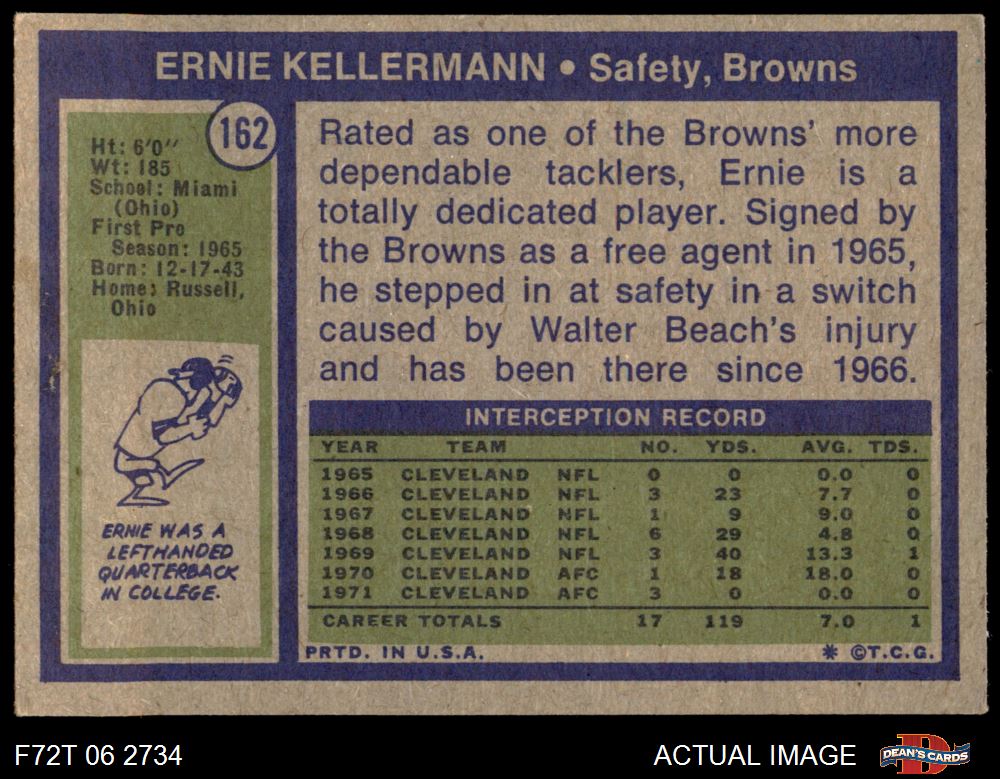 ERNIE KELLERMANN • Safety, Browns
162
Ht: 6'0"
Wt: 185
School: Miami
(Ohio)
First Pro
Season: 1965
Born: 12-17-43
Home: Russell,
Ohio
ERNIE WAS A
LEFTHANDED
QUARTERBACK
IN COLLEGE.
Rated as one of the Browns' more
dependable tacklers, Ernie is a
totally dedicated player. Signed by
the Browns as a free agent in 1965,
he stepped in at safety in a switch
caused by Walter Beach's injury
and has been there since 1966.
INTERCEPTION RECORD
YEAR TEAM NO. YDS. AVG. TDS.
1965 CLEVELAND NFL 0 0 0.0 0
1966 CLEVELAND NFL 3 23 7.7 0
1967 CLEVELAND NFL 1 9 9.0 0
1968 CLEVELAND NFL 6 29 4.8 0
1969 CLEVELAND NFL 3 40 13.3 1
1970 CLEVELAND AFC 1 18 18.0 0
1971 CLEVELAND AFC 3 0 0.0 0
CAREER TOTALS 17 119 7.0 1
PRTD. IN U.S.A. * ©T.C.G.
F72T 06 2734 ACTUAL IMAGE DEAN'S CARDS